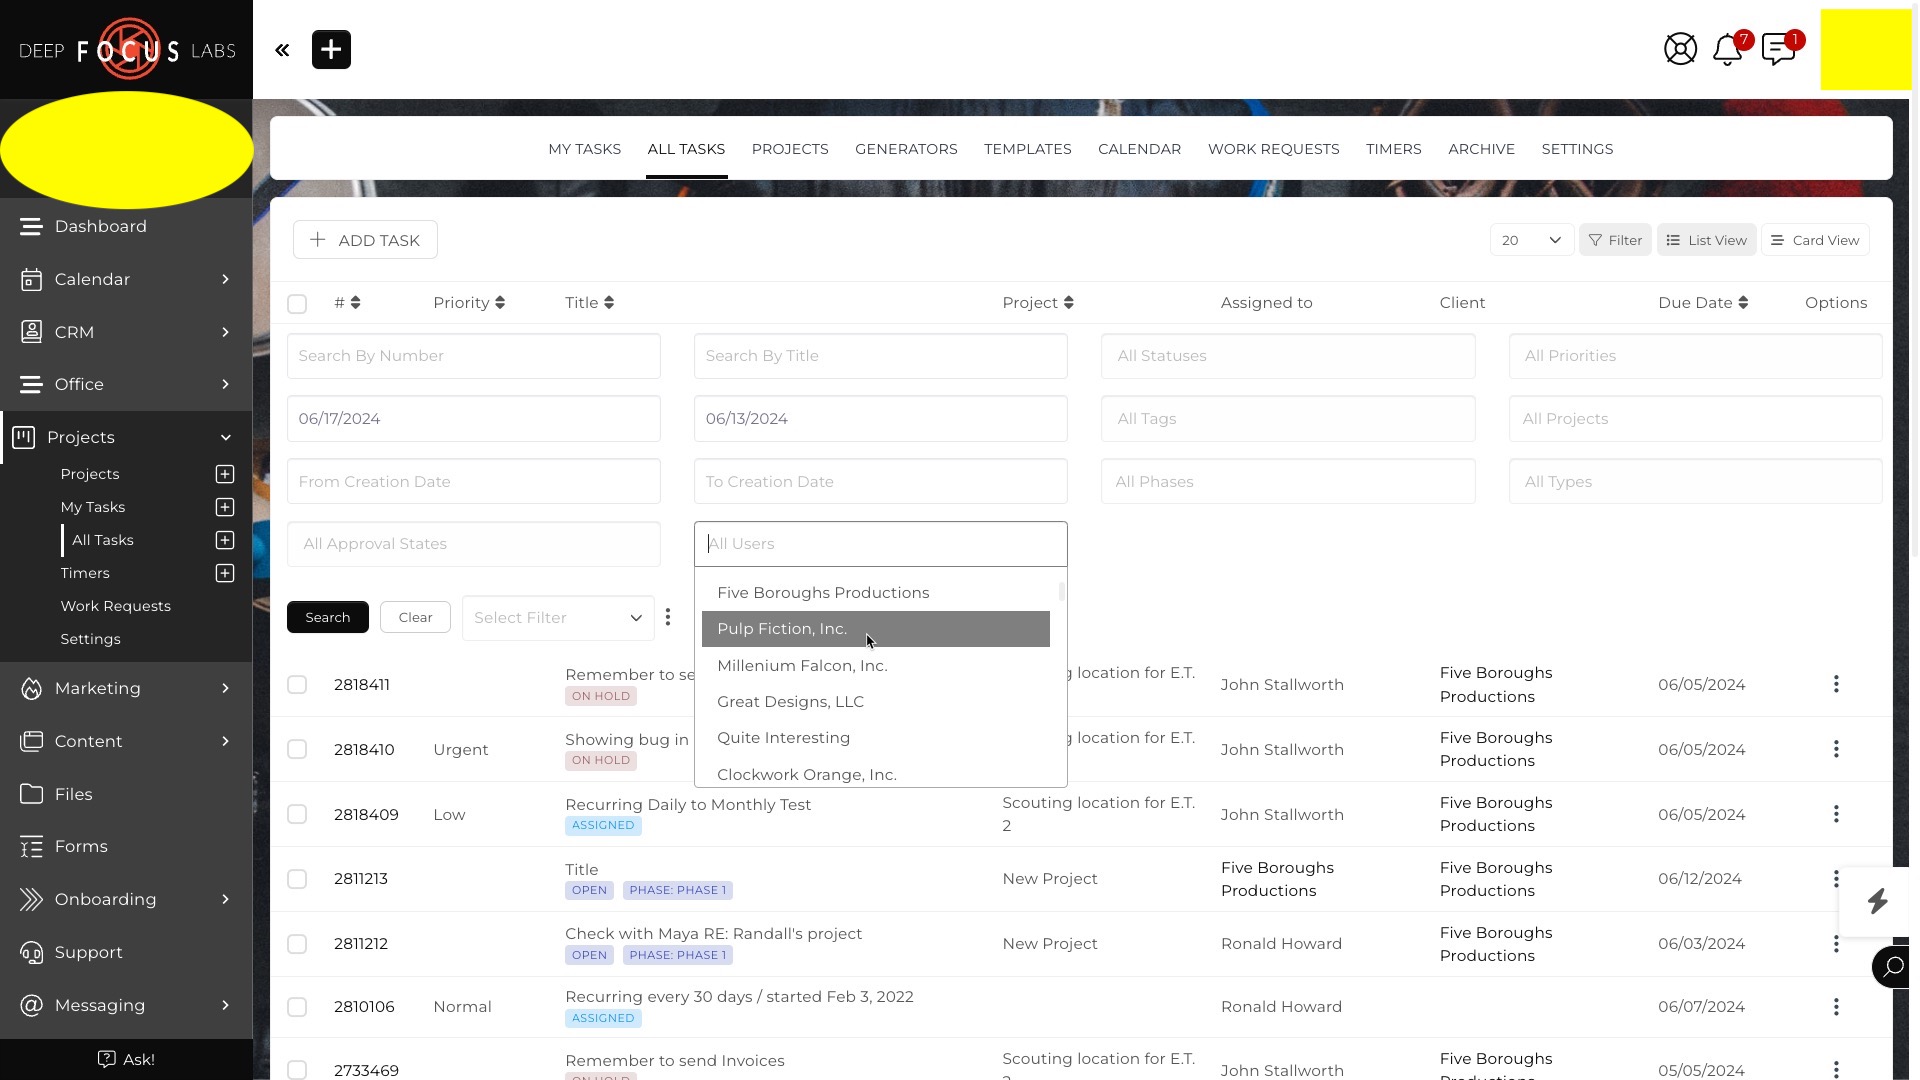 DEEP FOCUS LABS
7
1
MY TASKS ALL TASKS PROJECTS GENERATORS TEMPLATES CALENDAR WORK REQUESTS TIMERS ARCHIVE SETTINGS
Dashboard
Calendar
CRM
Office
Projects
Projects
My Tasks
All Tasks
Timers
Work Requests
Settings
Marketing
Content
Files
Forms
Onboarding
Support
Messaging
Ask!
ADD TASK
20 Filter List View Card View
# Priority Title Project Assigned to Client Due Date Options
Search By Number Search By Title All Statuses All Priorities
06/17/2024 06/13/2024 All Tags All Projects
From Creation Date To Creation Date All Phases All Types
All Approval States All Users
Five Boroughs Productions
Pulp Fiction, Inc.
Millenium Falcon, Inc.
Great Designs, LLC
Quite Interesting
Clockwork Orange, Inc.
Search Clear Select Filter
2818411 Remember to se g location for E.T. John Stallworth Five Boroughs Productions 06/05/2024
ON HOLD
2818410 Urgent Showing bug in g location for E.T. John Stallworth Five Boroughs Productions 06/05/2024
ON HOLD
2818409 Low Recurring Daily to Monthly Test Scouting location for E.T. 2 John Stallworth Five Boroughs Productions 06/05/2024
ASSIGNED
2811213 Title New Project Five Boroughs Productions Five Boroughs Productions 06/12/2024
OPEN PHASE: PHASE 1
2811212 Check with Maya RE: Randall's project New Project Ronald Howard Five Boroughs Productions 06/03/2024
OPEN PHASE: PHASE 1
2810106 Normal Recurring every 30 days / started Feb 3, 2022 Ronald Howard 06/07/2024
ASSIGNED
2733469 Remember to send Invoices Scouting location for E.T. John Stallworth Five Boroughs 05/05/2024